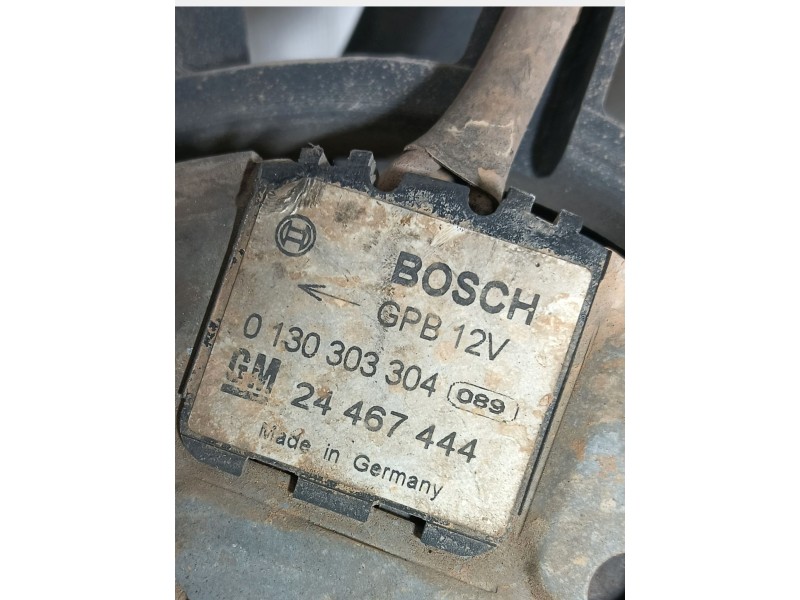 BOSCH
GPB 12V
0 130 303 304 089
GM
24 467 444
Made in Germany